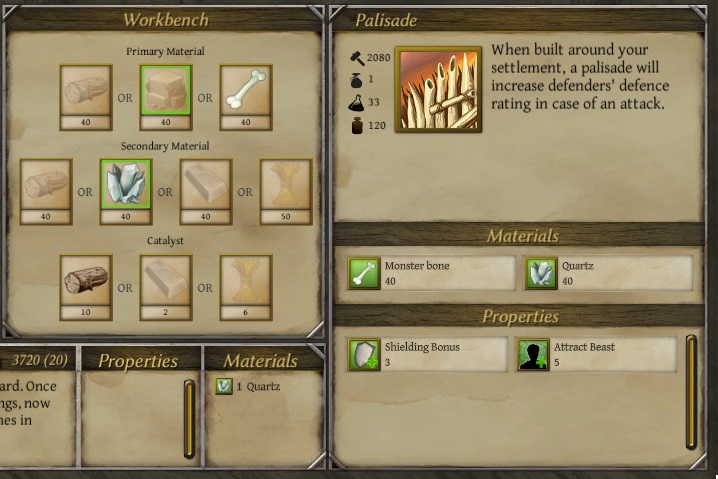 Workbench
Primary Material
OR OR
40 40 40
Secondary Material
OR OR OR
40 40 40 50
Catalyst
OR OR
10 2 6
3720 (20)
ard. Once
ngs, now
nes in
Properties
Materials
1 Quartz
Palisade
2080
1
33
120
When built around your
settlement, a palisade will
increase defenders' defence
rating in case of an attack.
Materials
Monster bone
40
Quartz
40
Properties
Shielding Bonus
3
Attract Beast
5